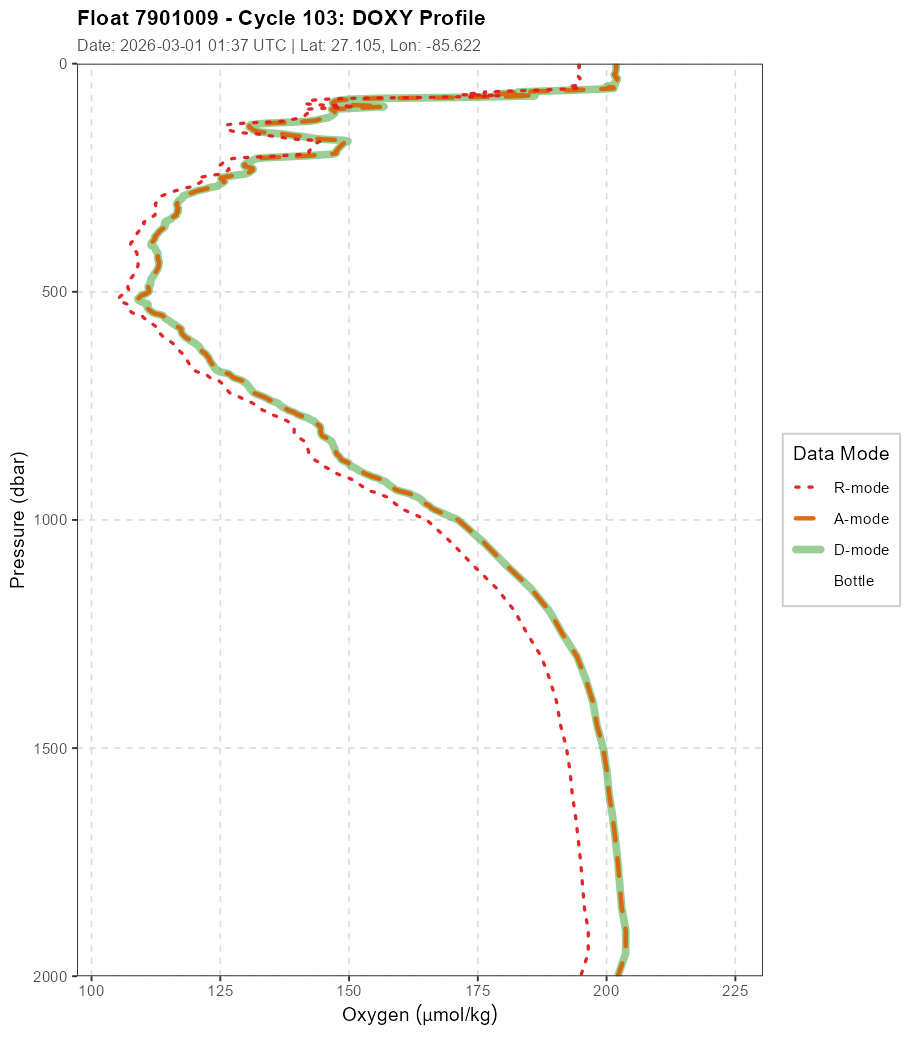 Float 7901009 - Cycle 103: DOXY Profile
Date: 2026-03-01 01:37 UTC | Lat: 27.105, Lon: -85.622
0
500
1000
1500
2000
Pressure (dbar)
100 125 150 175 200 225
Oxygen (μmol/kg)
Data Mode
R-mode
A-mode
D-mode
Bottle